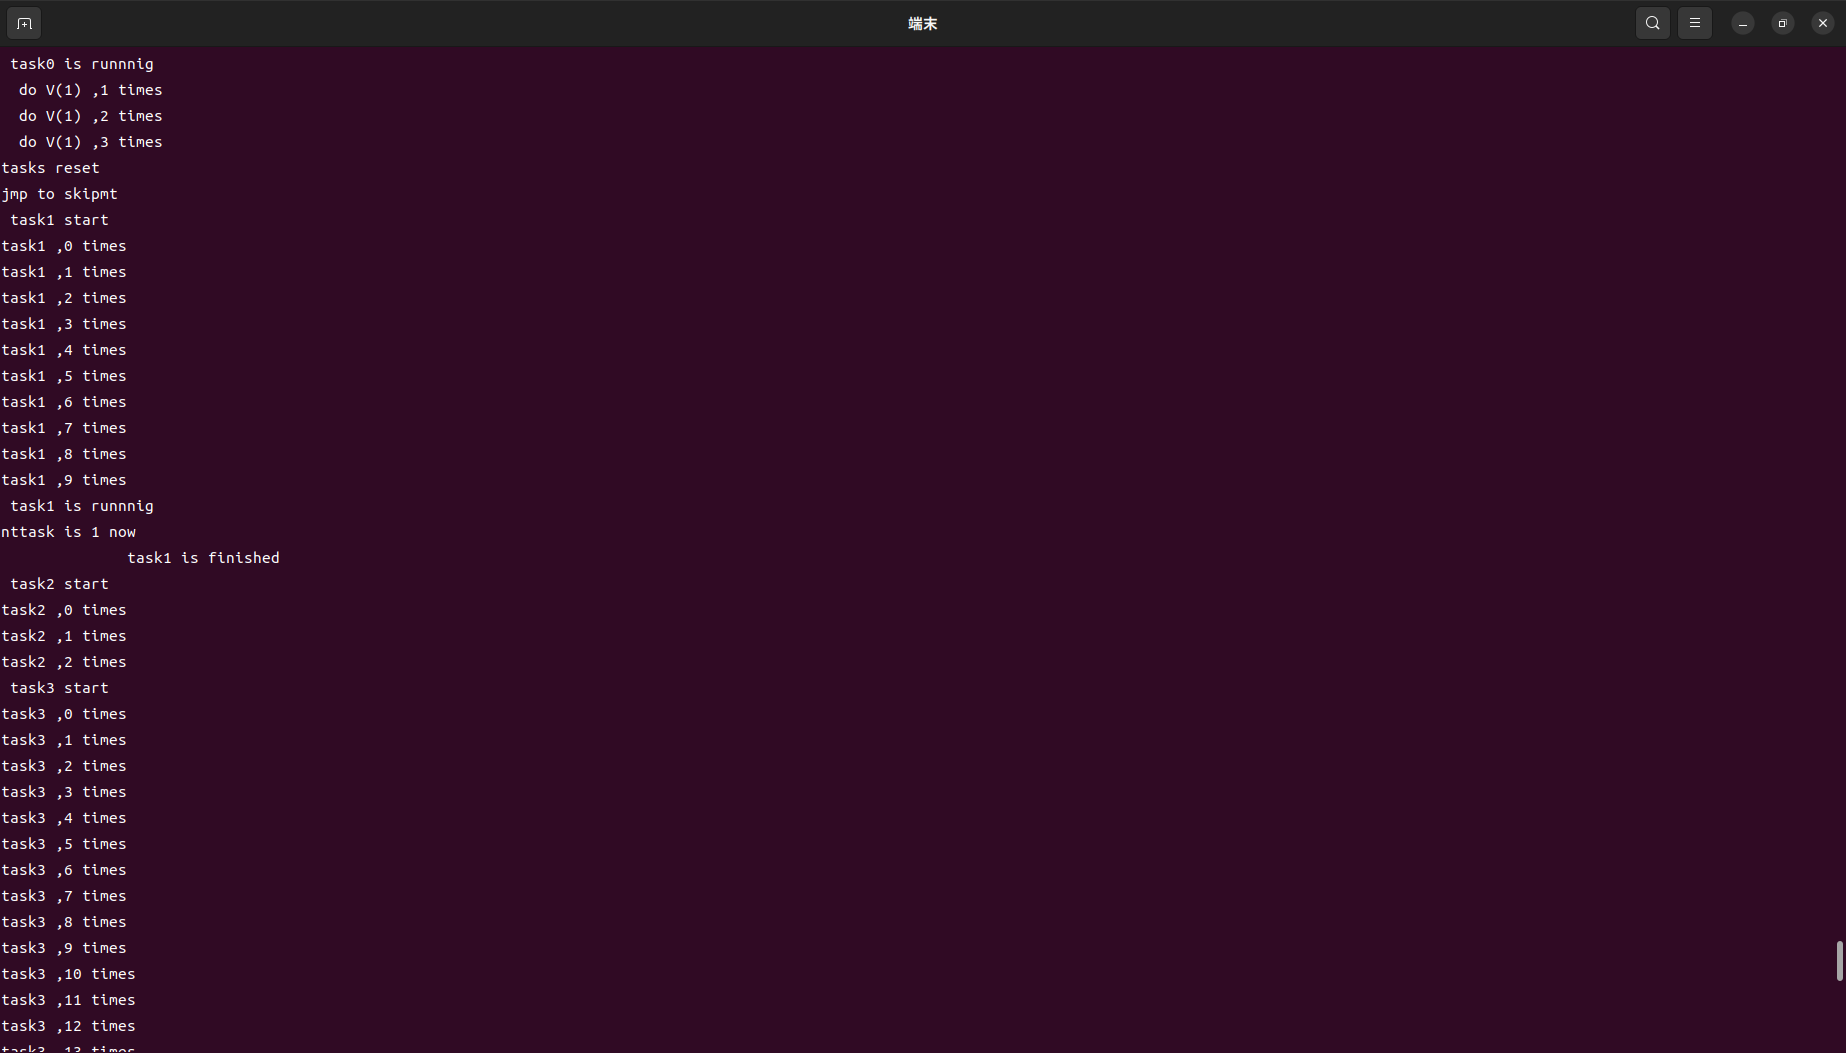 端末
task0 is runnnig
do V(1) ,1 times
do V(1) ,2 times
do V(1) ,3 times
tasks reset
jmp to skipmt
task1 start
task1 ,0 times
task1 ,1 times
task1 ,2 times
task1 ,3 times
task1 ,4 times
task1 ,5 times
task1 ,6 times
task1 ,7 times
task1 ,8 times
task1 ,9 times
task1 is runnnig
nttask is 1 now
task1 is finished
task2 start
task2 ,0 times
task2 ,1 times
task2 ,2 times
task3 start
task3 ,0 times
task3 ,1 times
task3 ,2 times
task3 ,3 times
task3 ,4 times
task3 ,5 times
task3 ,6 times
task3 ,7 times
task3 ,8 times
task3 ,9 times
task3 ,10 times
task3 ,11 times
task3 ,12 times
task3 ,13 times